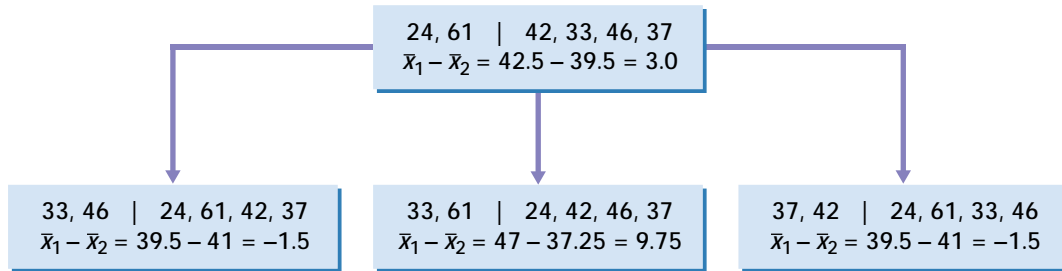 24, 61 | 42, 33, 46, 37
x̄₁ – x̄₂ = 42.5 – 39.5 = 3.0
33, 46 | 24, 61, 42, 37
x̄₁ – x̄₂ = 39.5 – 41 = –1.5
33, 61 | 24, 42, 46, 37
x̄₁ – x̄₂ = 47 – 37.25 = 9.75
37, 42 | 24, 61, 33, 46
x̄₁ – x̄₂ = 39.5 – 41 = –1.5